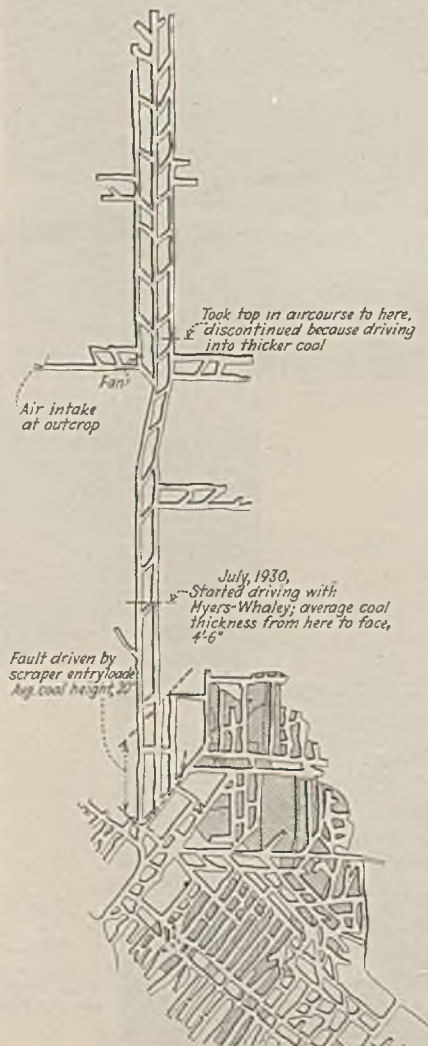 Took top in aircourse to here,
discontinued because driving
into thicker coal
Fan
Air intake
at outcrop
July, 1930,
Started driving with
Myers-Whaley; average coal
thickness from here to face,
4'-6"
Fault driven by
scraper entryloader
Avg. coal height, 20"